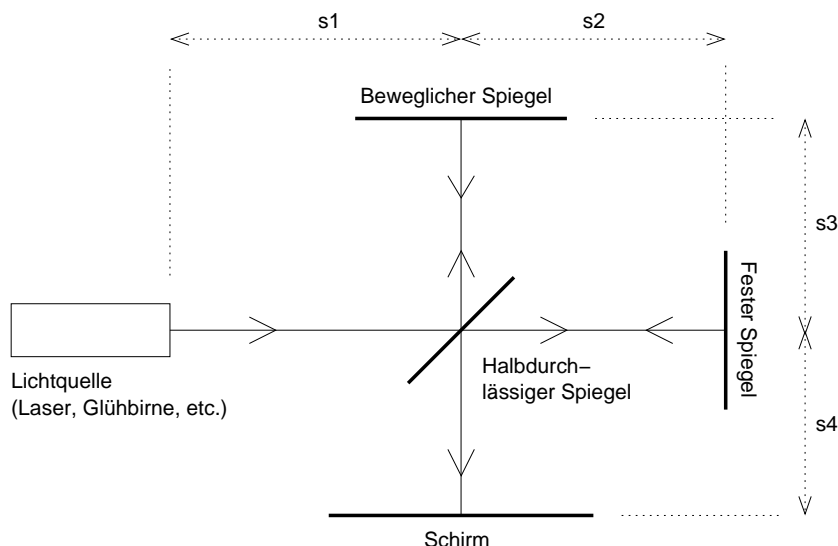 s1
s2
Beweglicher Spiegel
s3
Fester Spiegel
Lichtquelle
(Laser, Glühbirne, etc.)
Halbdurch−
lässiger Spiegel
s4
Schirm